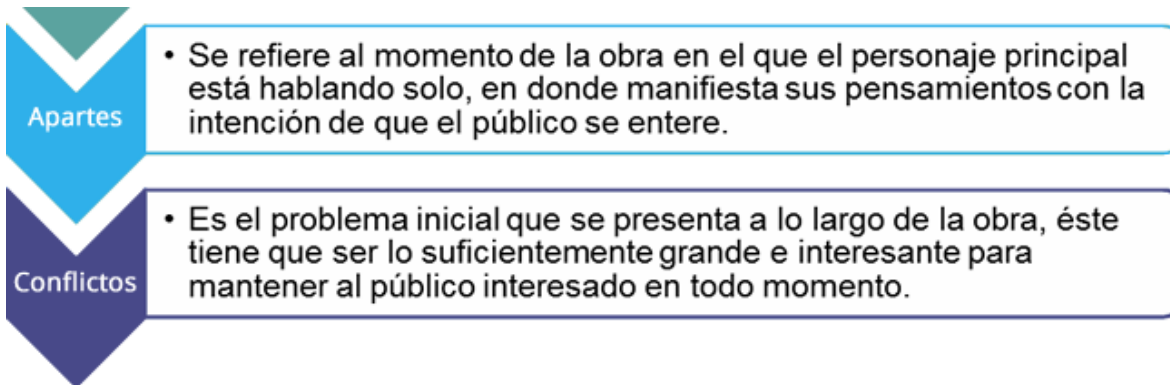 Apartes
• Se refiere al momento de la obra en el que el personaje principal
está hablando solo, en donde manifiesta sus pensamientos con la
intención de que el público se entere.
Conflictos
• Es el problema inicial que se presenta a lo largo de la obra, éste
tiene que ser lo suficientemente grande e interesante para
mantener al público interesado en todo momento.